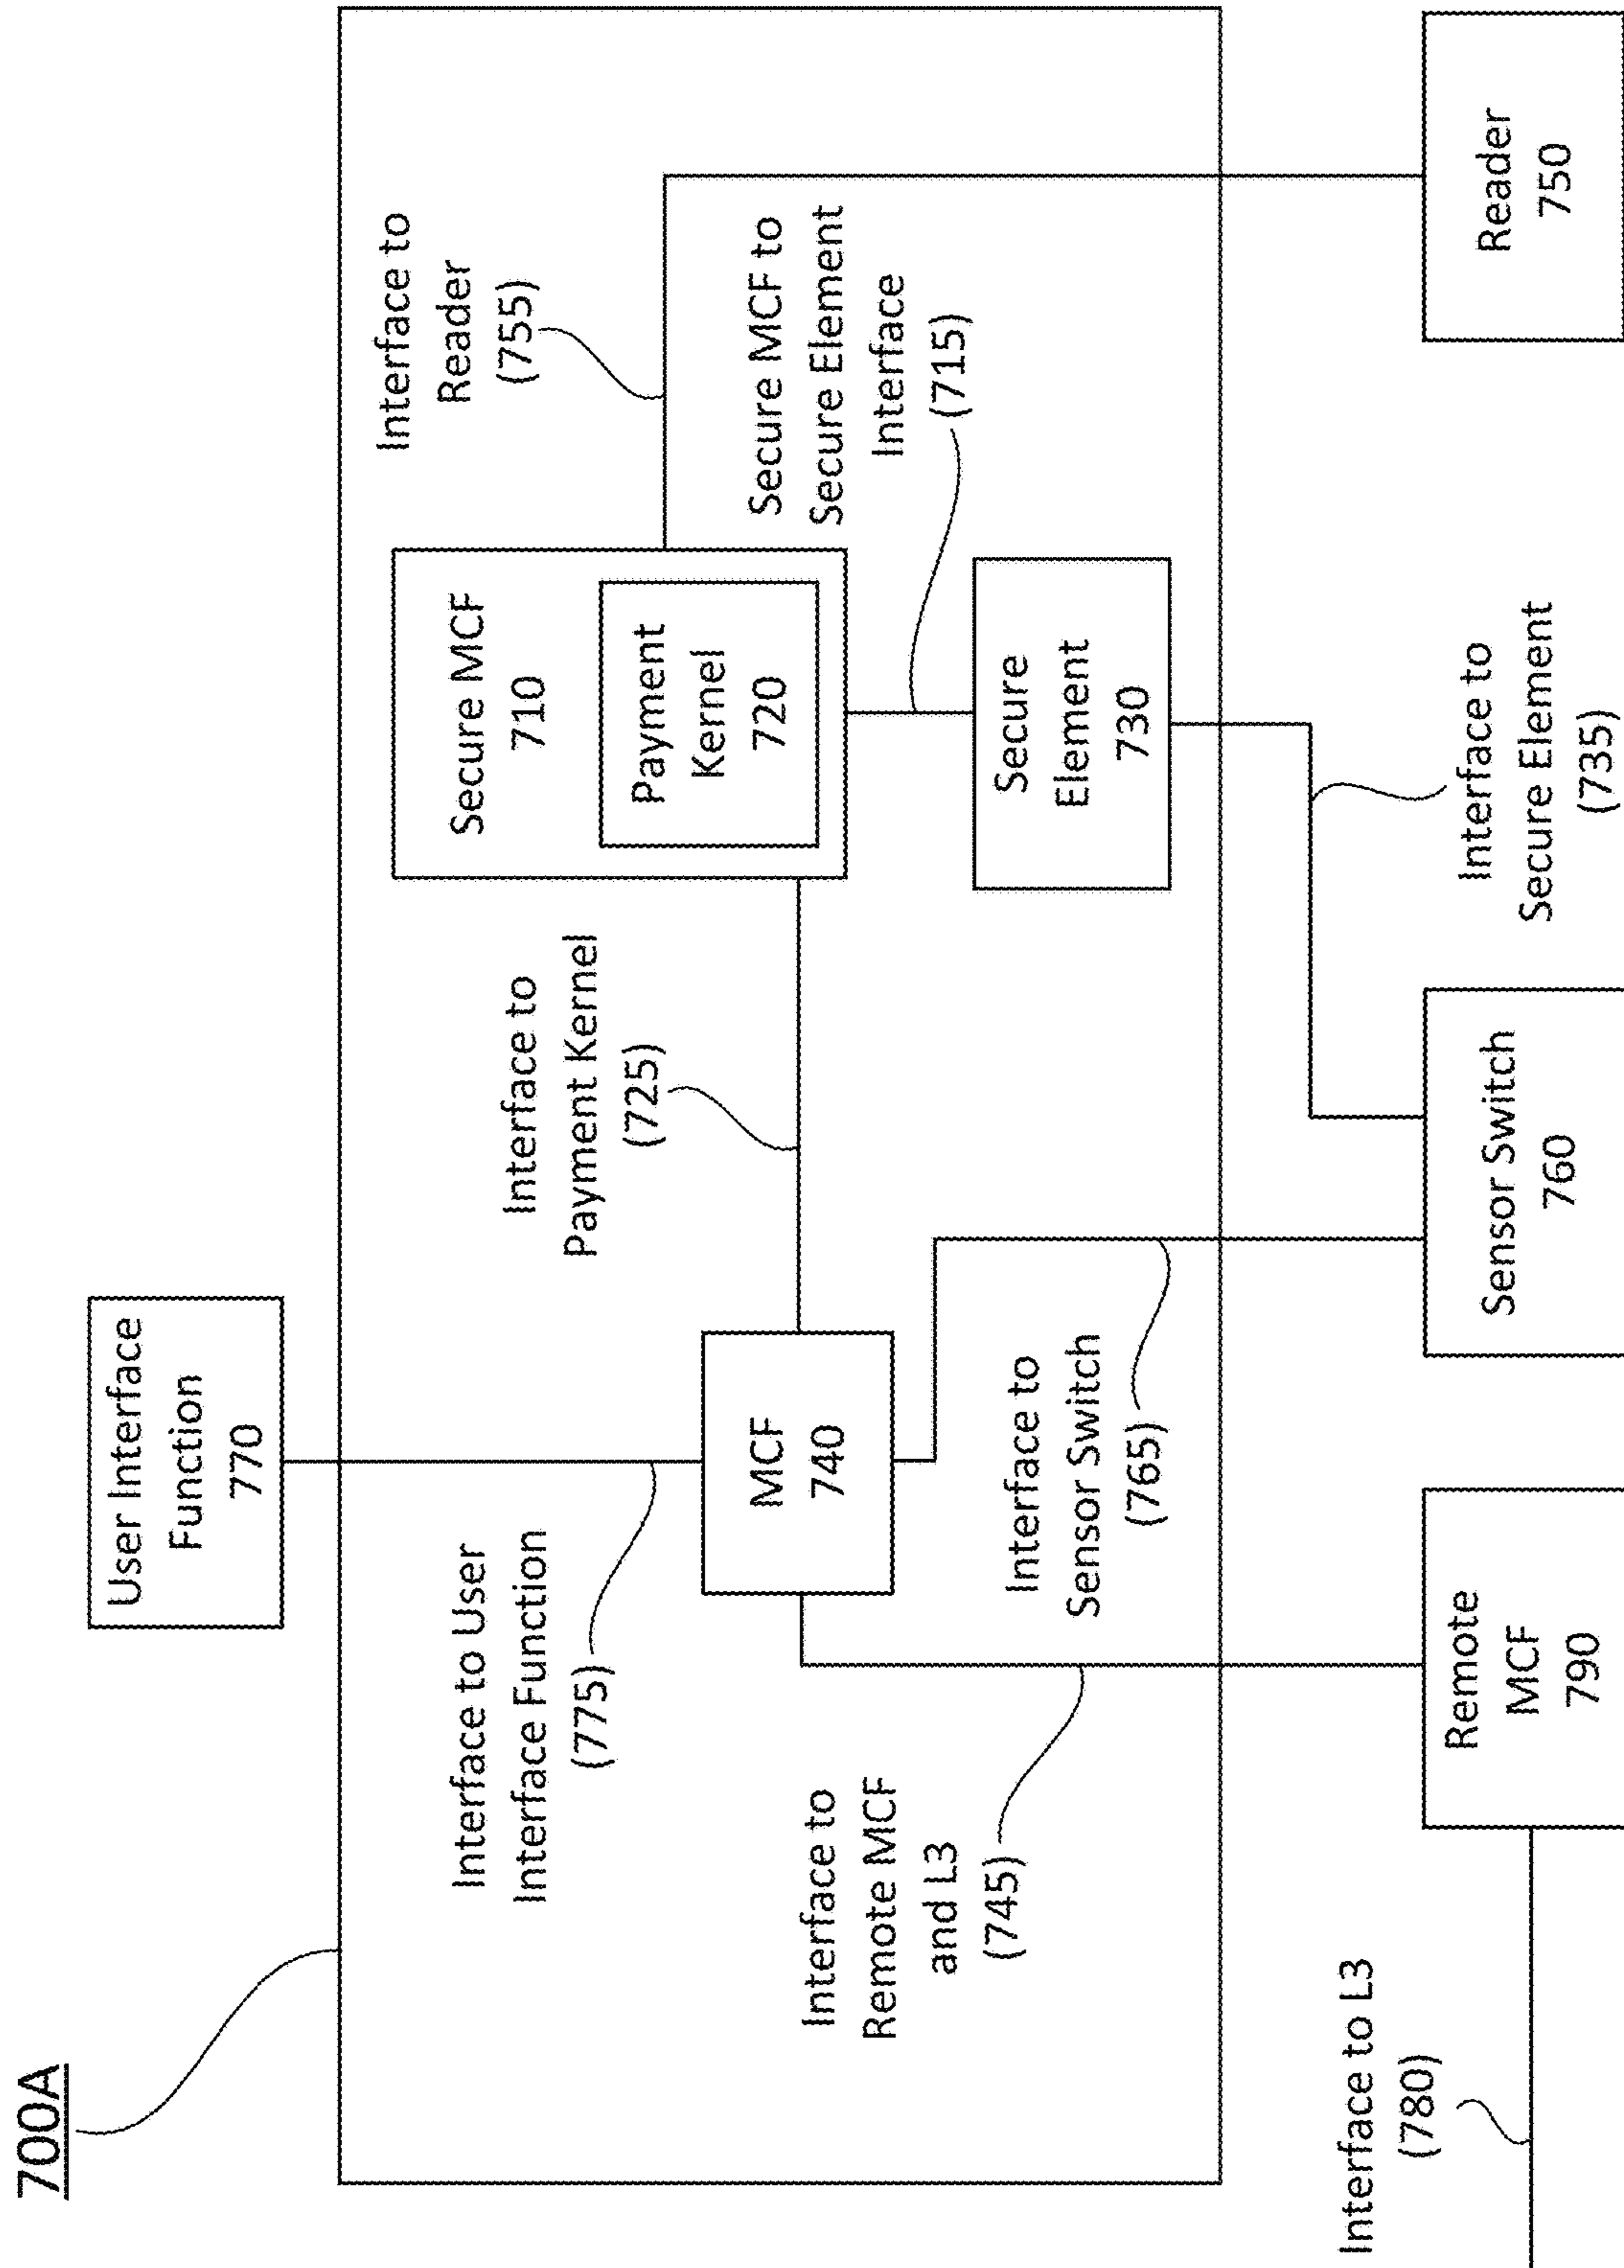 700A
User Interface
Function
770
Interface to User
Interface Function
(775)
Interface to
Payment Kernel
(725)
Secure MCF
710
Payment
Kernel
720
Interface to
Reader
(755)
MCF
740
Secure MCF to
Secure Element
Interface
(715)
Interface to
Remote MCF
and L3
(745)
Interface to
Sensor Switch
(765)
Secure
Element
730
Interface to L3
(780)
Remote
MCF
790
Sensor Switch
760
Interface to
Secure Element
(735)
Reader
750